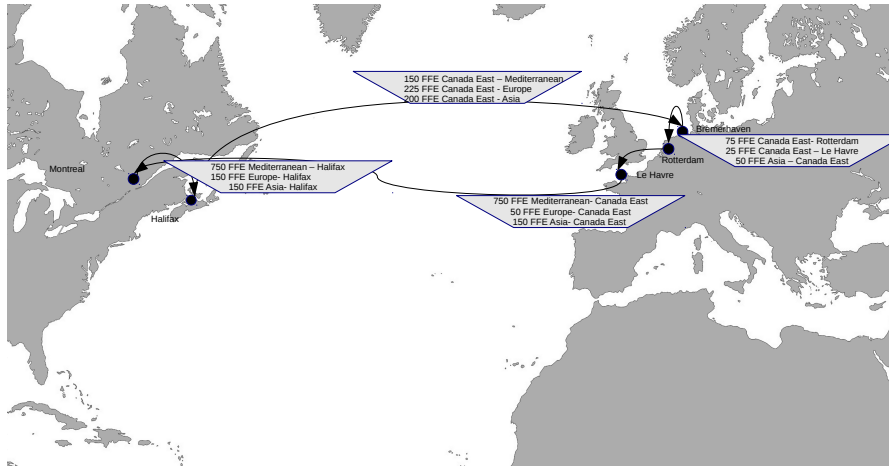 150 FFE Canada East – Mediterranean
225 FFE Canada East - Europe
200 FFE Canada East - Asia
Bremerhaven
75 FFE Canada East- Rotterdam
25 FFE Canada East – Le Havre
50 FFE Asia – Canada East
Rotterdam
Montreal
750 FFE Mediterranean – Halifax
150 FFE Europe- Halifax
150 FFE Asia- Halifax
Le Havre
750 FFE Mediterranean- Canada East
50 FFE Europe- Canada East
150 FFE Asia- Canada East
Halifax